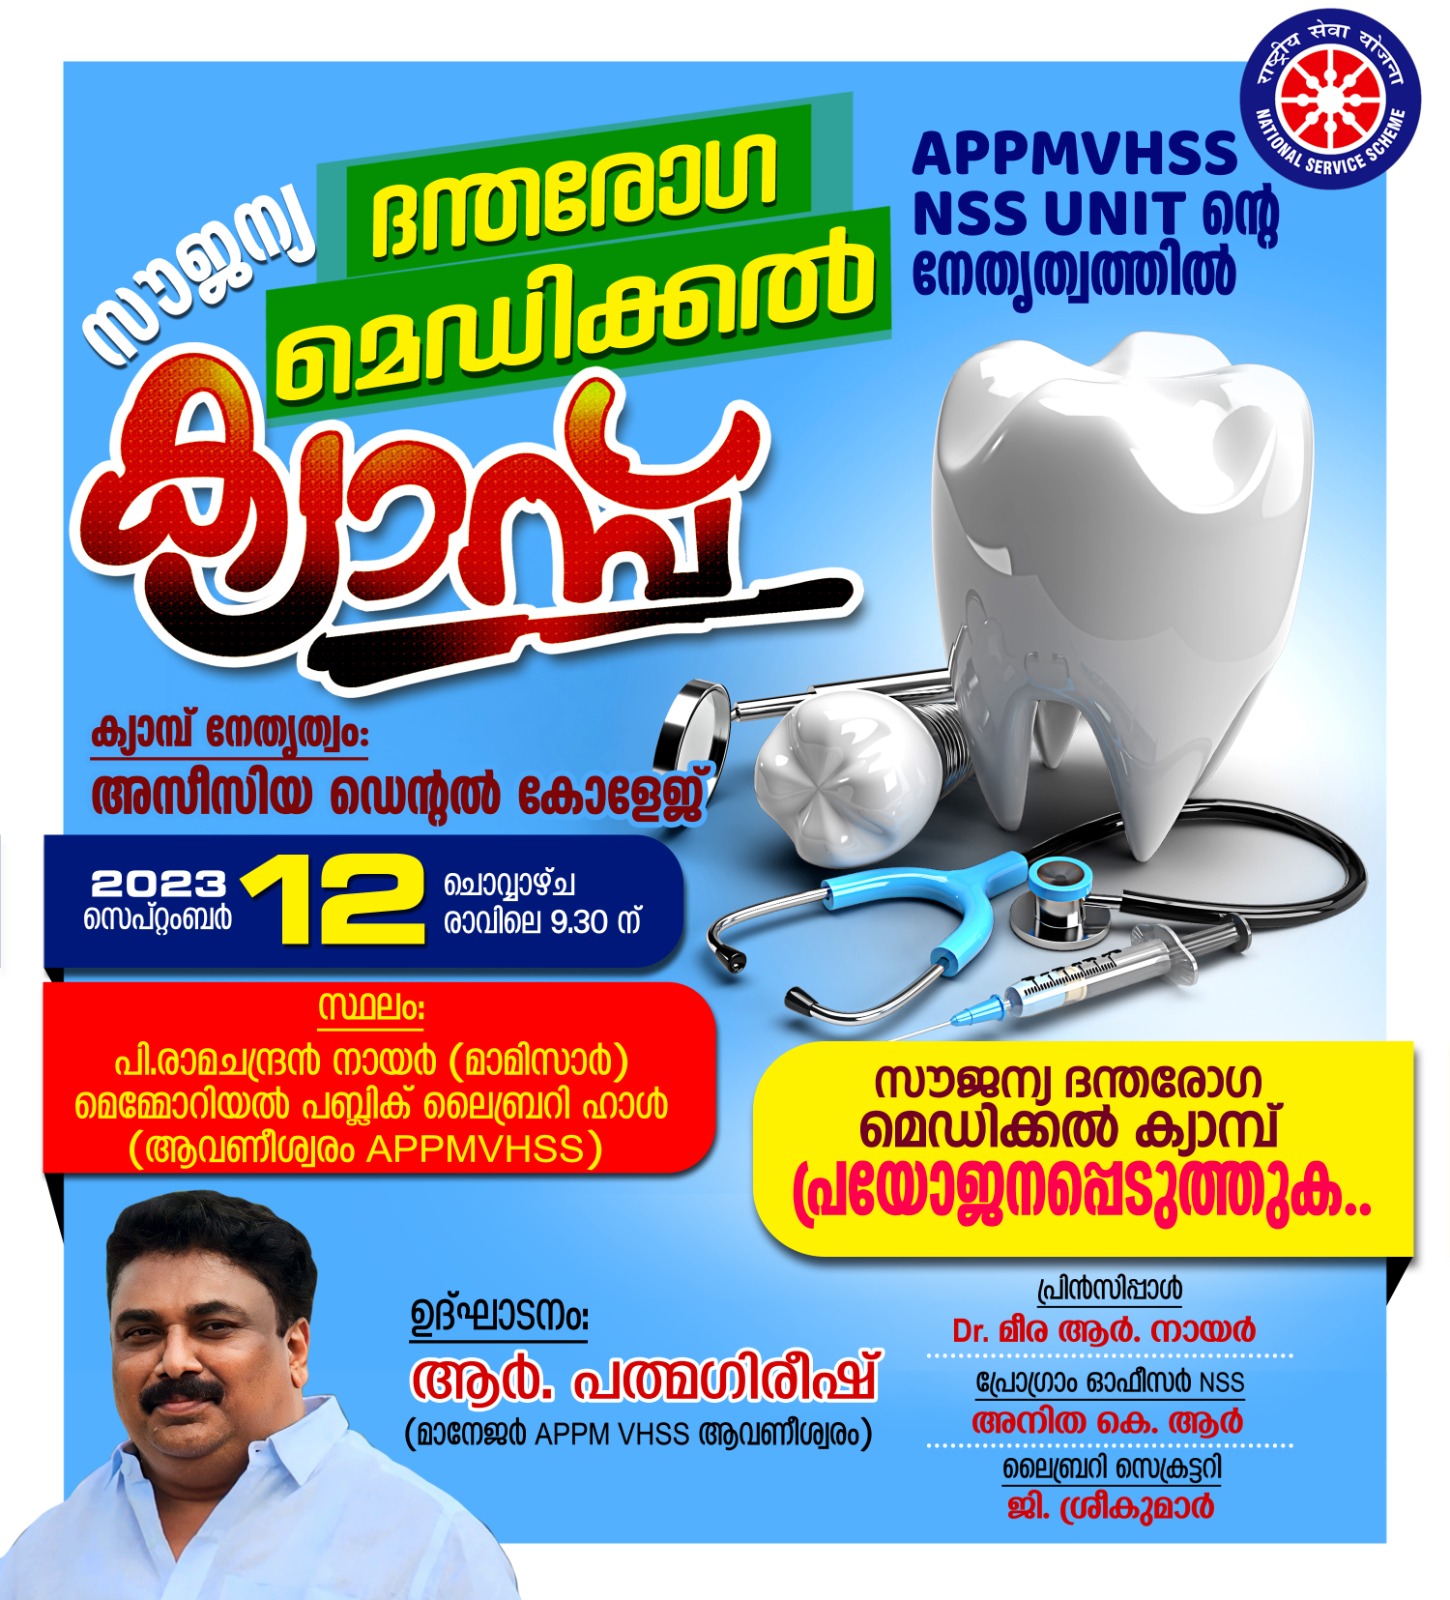 राष्ट्रीय सेवा योजना
NATIONAL SERVICE SCHEME
APPMVHSS
NSS UNIT ന്റെ
നേതൃത്വത്തിൽ
സൗജന്യ
ദന്തരോഗ
മെഡിക്കൽ
ക്യാമ്പ്
ക്യാമ്പ് നേതൃത്വം:
അസീസിയ ഡെന്റൽ കോളേജ്
2023
സെപ്റ്റംബർ
12
ചൊവ്വാഴ്ച
രാവിലെ 9.30 ന്
സ്ഥലം:
പി.രാമചന്ദ്രൻ നായർ (മാമിസാർ)
മെമ്മോറിയൽ പബ്ലിക് ലൈബ്രറി ഹാൾ
(ആവണീശ്വരം APPMVHSS)
സൗജന്യ ദന്തരോഗ
മെഡിക്കൽ ക്യാമ്പ്
പ്രയോജനപ്പെടുത്തുക..
ഉദ്ഘാടനം:
ആർ. പത്മഗിരീഷ്
(മാനേജർ APPM VHSS ആവണീശ്വരം)
പ്രിൻസിപ്പാൾ
Dr. മീര ആർ. നായർ
പ്രോഗ്രാം ഓഫീസർ NSS
അനിത കെ. ആർ
ലൈബ്രറി സെക്രട്ടറി
ജി. ശ്രീകുമാർ